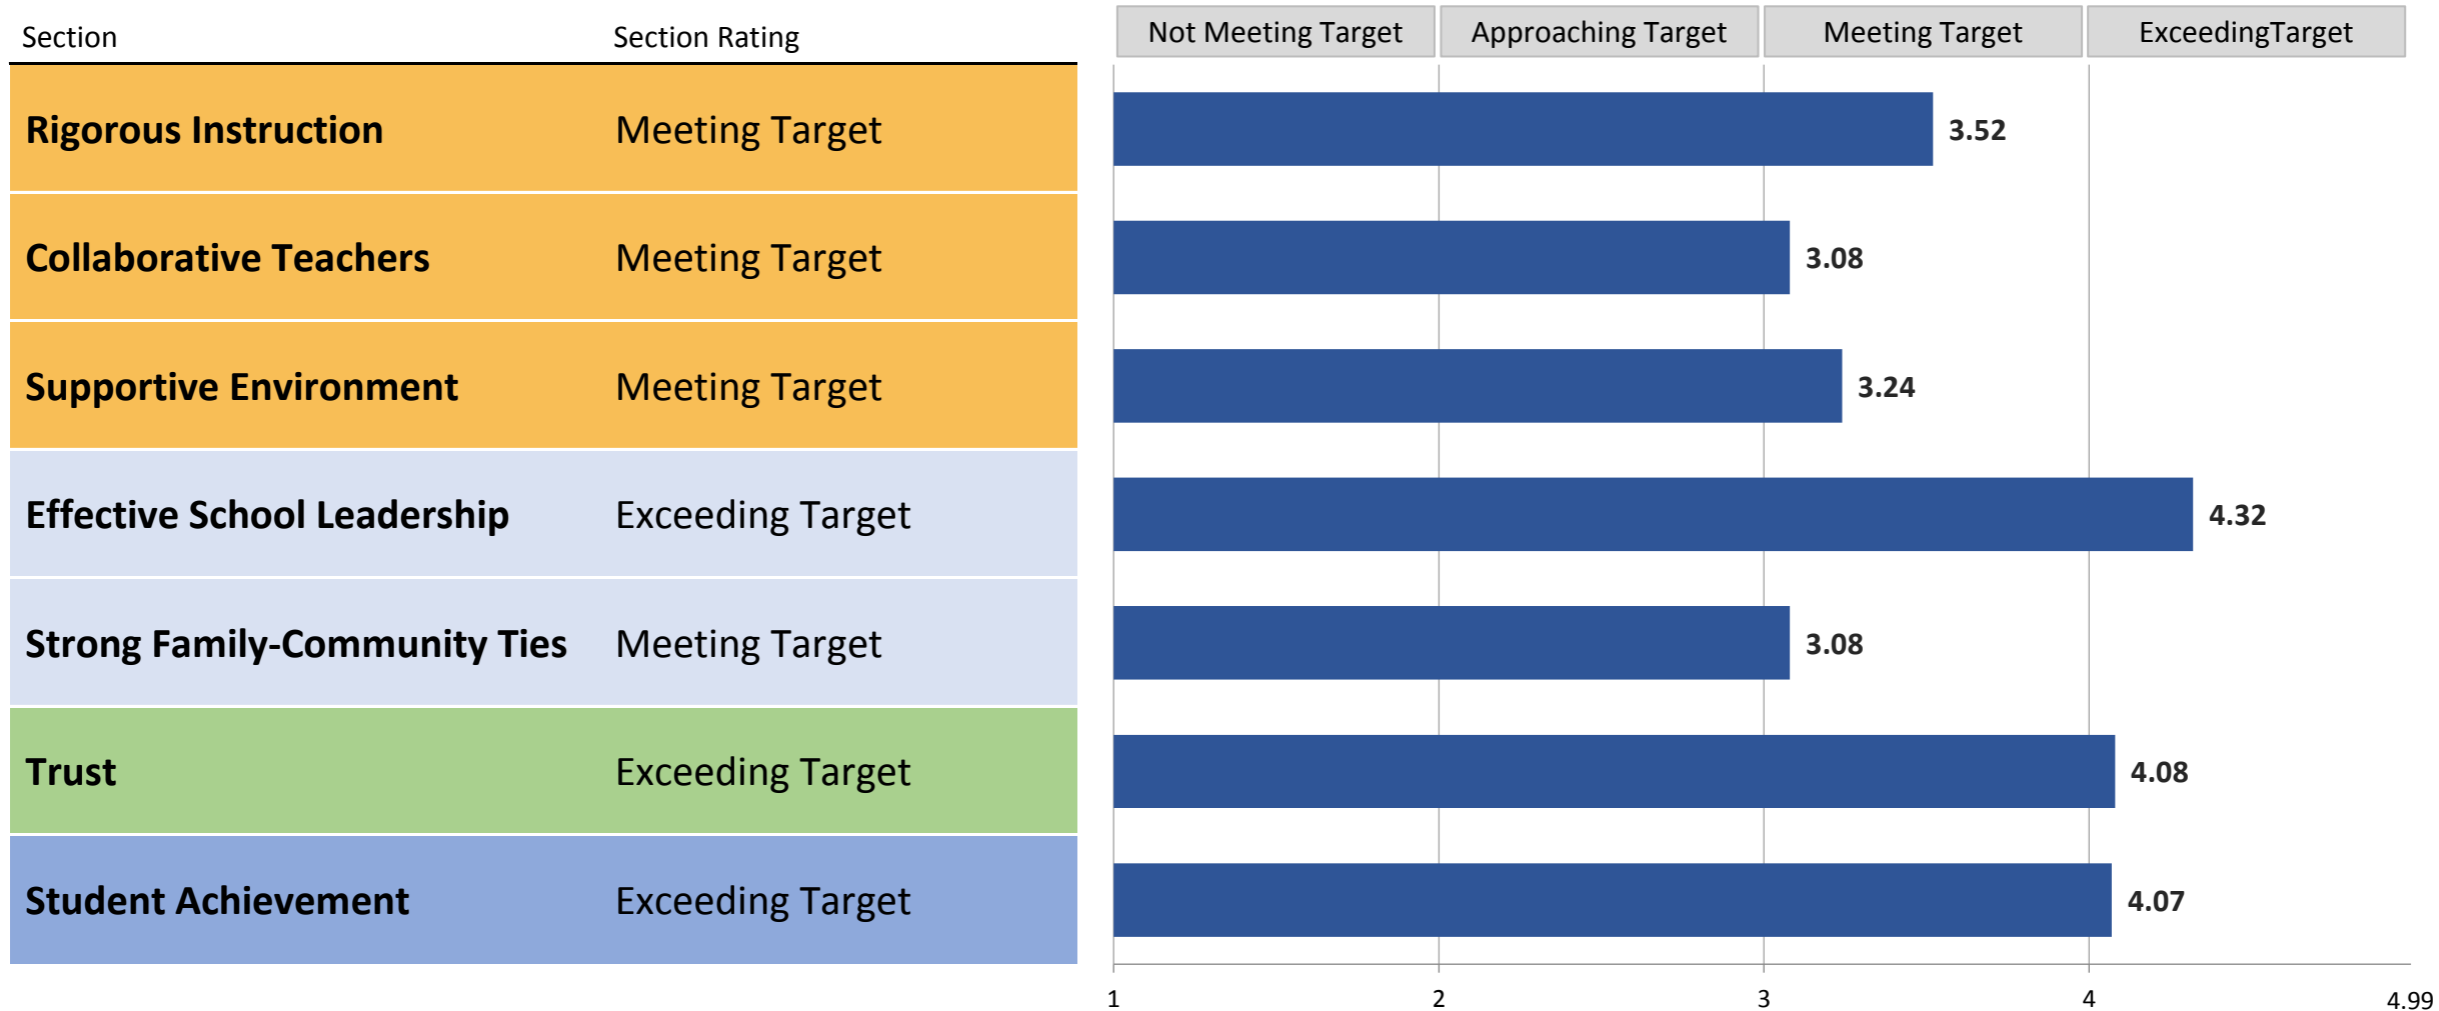 Section Section Rating Not Meeting Target Approaching Target Meeting Target ExceedingTarget
Rigorous Instruction Meeting Target 3.52
Collaborative Teachers Meeting Target 3.08
Supportive Environment Meeting Target 3.24
Effective School Leadership Exceeding Target 4.32
Strong Family-Community Ties Meeting Target 3.08
Trust Exceeding Target 4.08
Student Achievement Exceeding Target 4.07
1 2 3 4 4.99